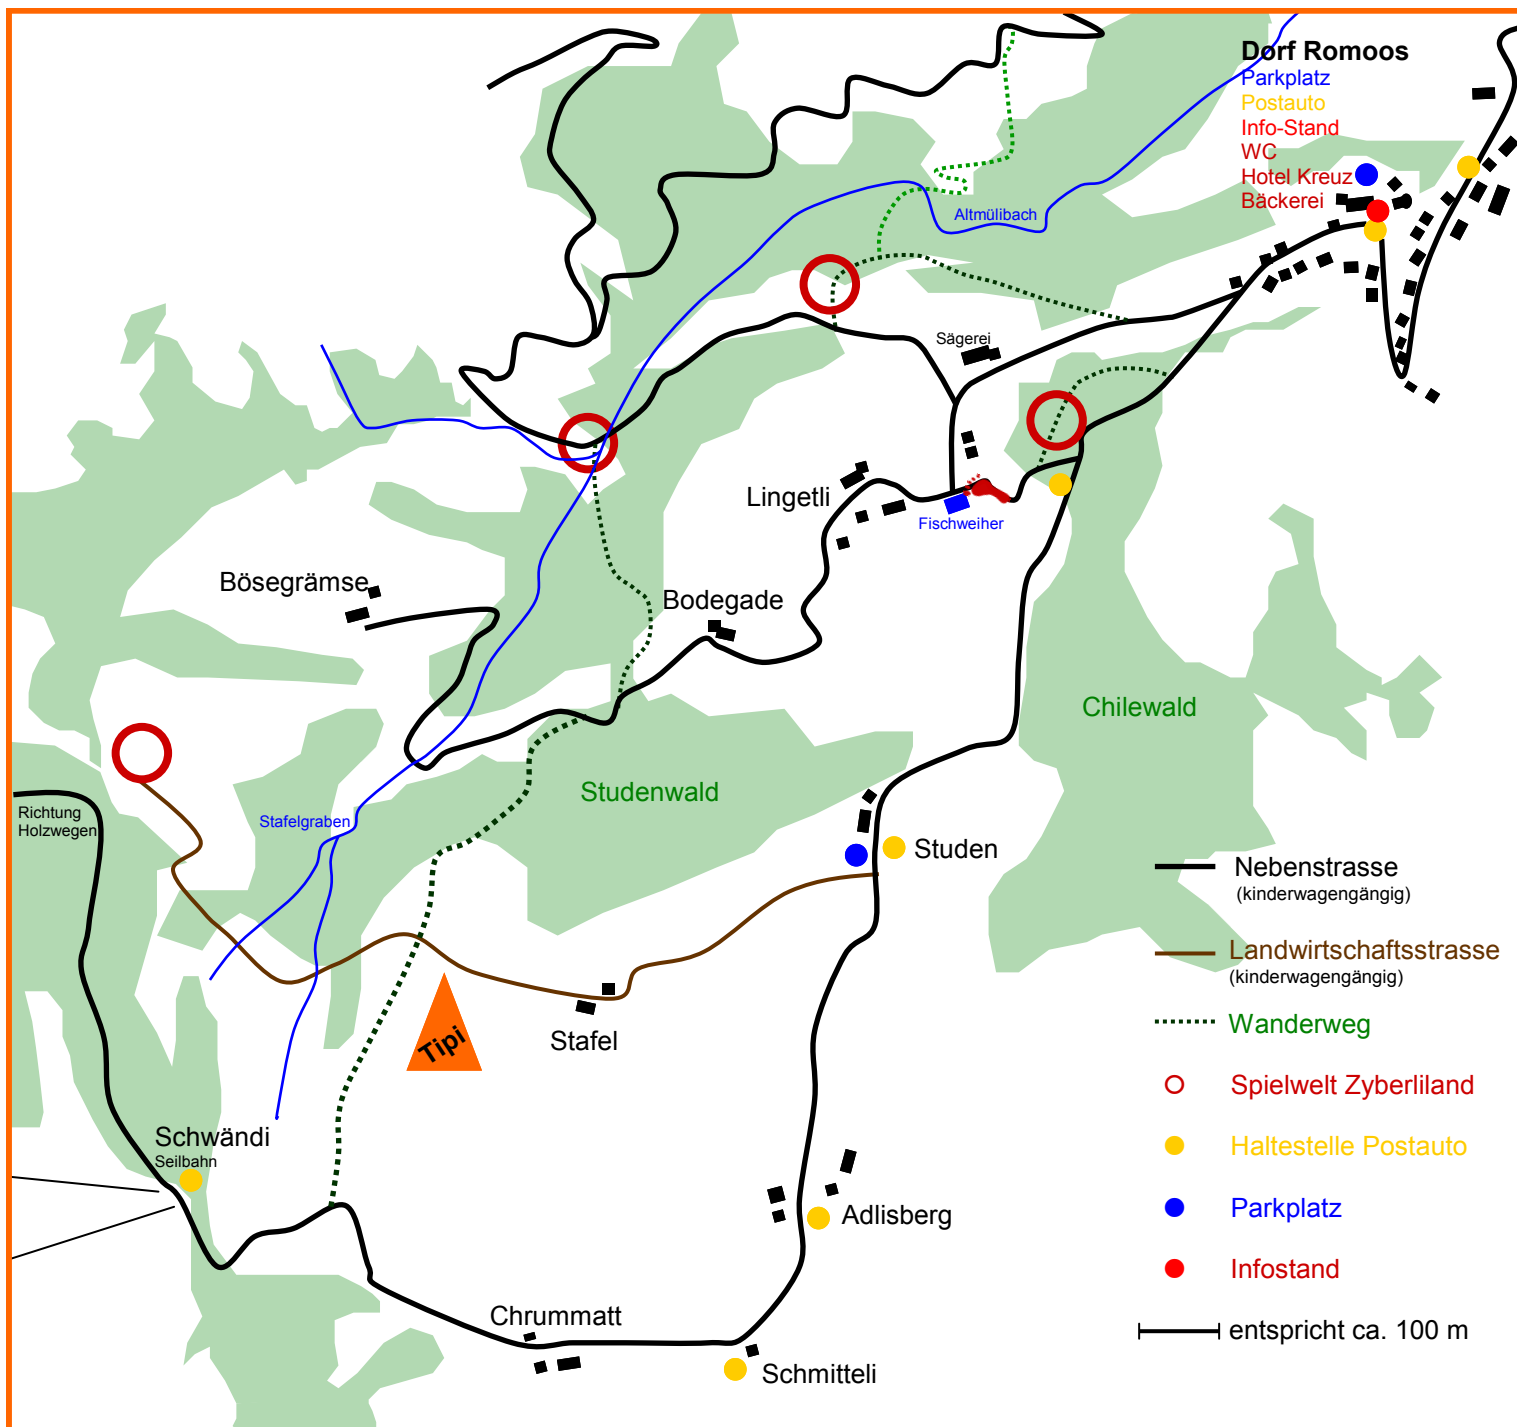 Dorf Romoos
Parkplatz
Postauto
Info-Stand
WC
Hotel Kreuz
Bäckerei
Altmülibach
Sägerei
Lingetli
Fischweiher
Bösegrämse
Bodegade
Chilewald
Studenwald
Richtung
Holzwegen
Stafelgraben
Studen
Nebenstrasse
(kinderwagengängig)
Landwirtschaftsstrasse
(kinderwagengängig)
Wanderweg
Tipi
Stafel
Spielwelt Zyberliland
Schwändi
Seilbahn
Haltestelle Postauto
Parkplatz
Adlisberg
Infostand
Chrummatt
entspricht ca. 100 m
Schmitteli